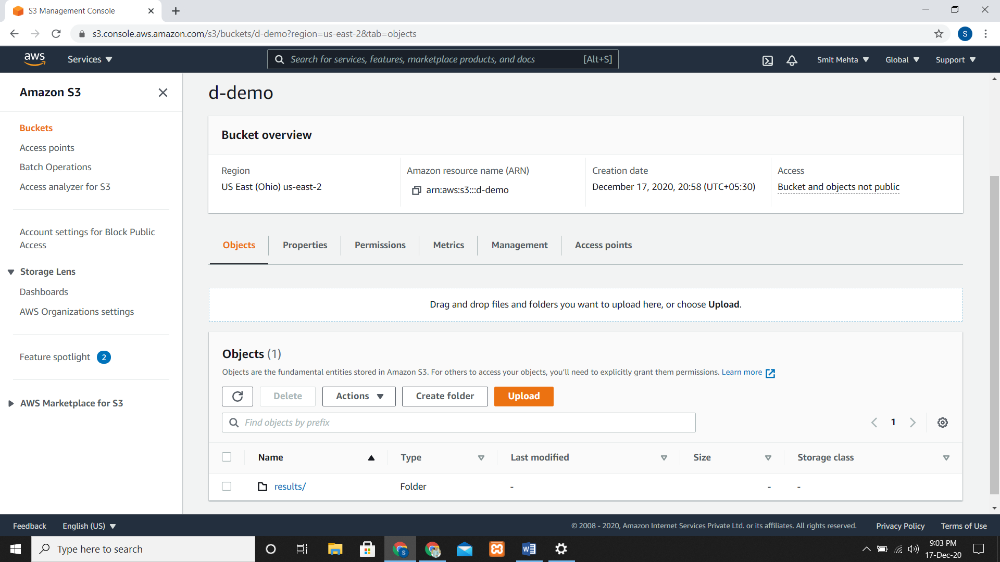 S3 Management Console
s3.console.aws.amazon.com/s3/buckets/d-demo?region=us-east-2&tab=objects
S
aws
Services
Search for services, features, marketplace products, and docs
[Alt+S]
Smit Mehta
Global
Support
Amazon S3
Buckets
Access points
Batch Operations
Access analyzer for S3
Account settings for Block Public
Access
Storage Lens
Dashboards
AWS Organizations settings
Feature spotlight 2
AWS Marketplace for S3
d-demo
Bucket overview
Region
US East (Ohio) us-east-2
Amazon resource name (ARN)
arn:aws:s3:::d-demo
Creation date
December 17, 2020, 20:58 (UTC+05:30)
Access
Bucket and objects not public
Objects
Properties
Permissions
Metrics
Management
Access points
Drag and drop files and folders you want to upload here, or choose Upload.
Objects (1)
Objects are the fundamental entities stored in Amazon S3. For others to access your objects, you'll need to explicitly grant them permissions. Learn more
Delete
Actions
Create folder
Upload
Find objects by prefix
1
Name
Type
Last modified
Size
Storage class
results/
Folder
-
-
-
Feedback
English (US)
© 2008 - 2020, Amazon Internet Services Private Ltd. or its affiliates. All rights reserved.
Privacy Policy
Terms of Use
Type here to search
S
W
9:03 PM
17-Dec-20